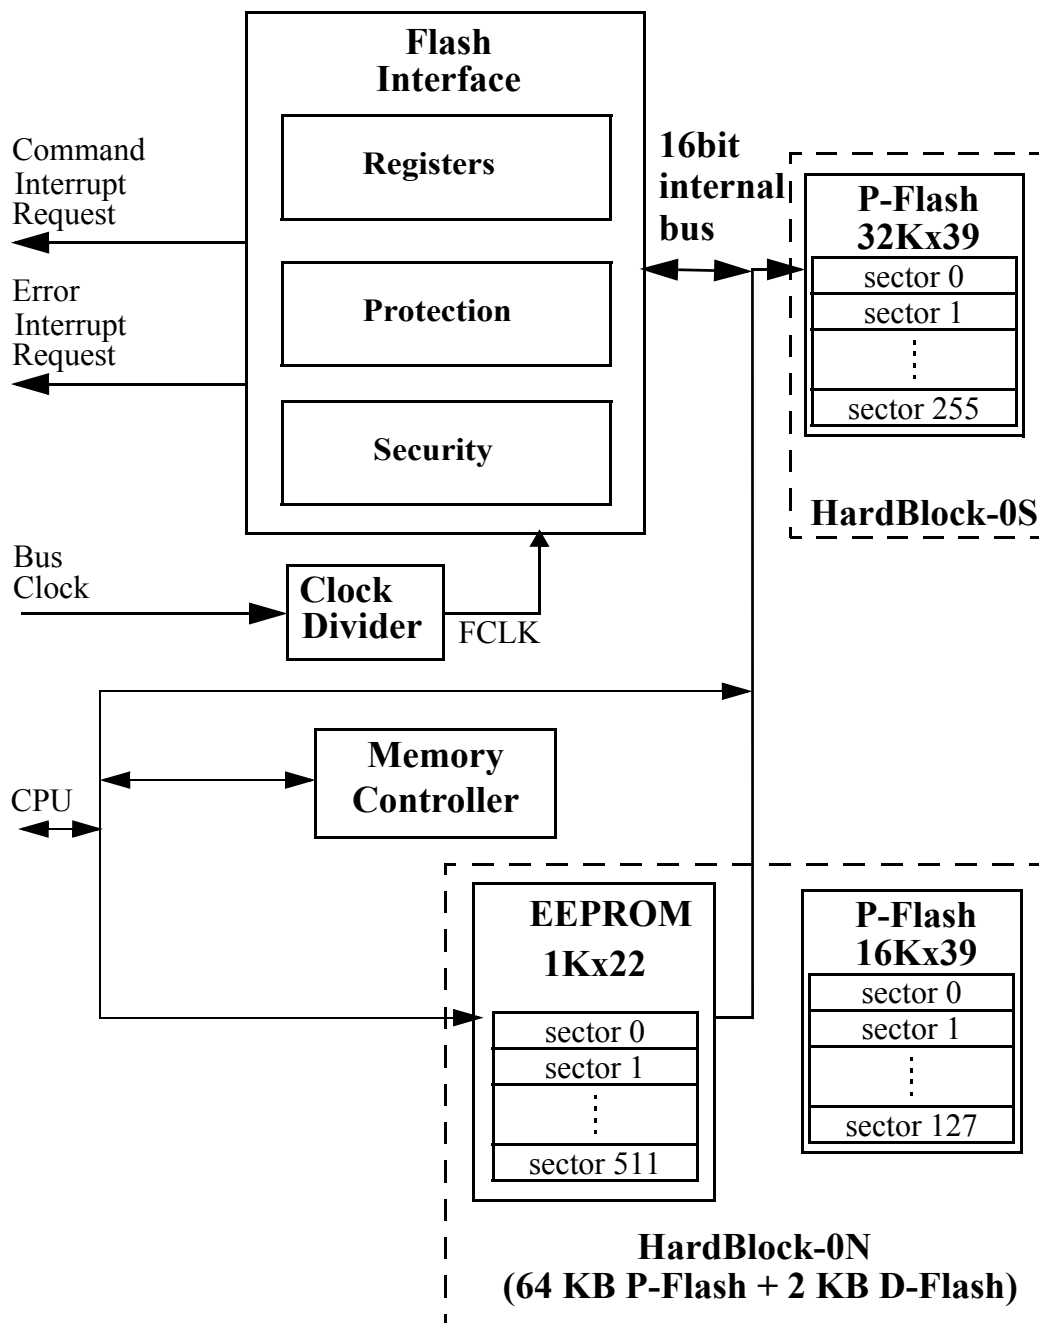 Flash
Interface
Registers
Protection
Security
Command
Interrupt
Request
Error
Interrupt
Request
16bit
internal
bus
P-Flash
32Kx39
sector 0
sector 1
sector 255
HardBlock-0S
Bus
Clock
Clock
Divider
FCLK
Memory
Controller
CPU
EEPROM
1Kx22
sector 0
sector 1
sector 511
P-Flash
16Kx39
sector 0
sector 1
sector 127
HardBlock-0N
(64 KB P-Flash + 2 KB D-Flash)